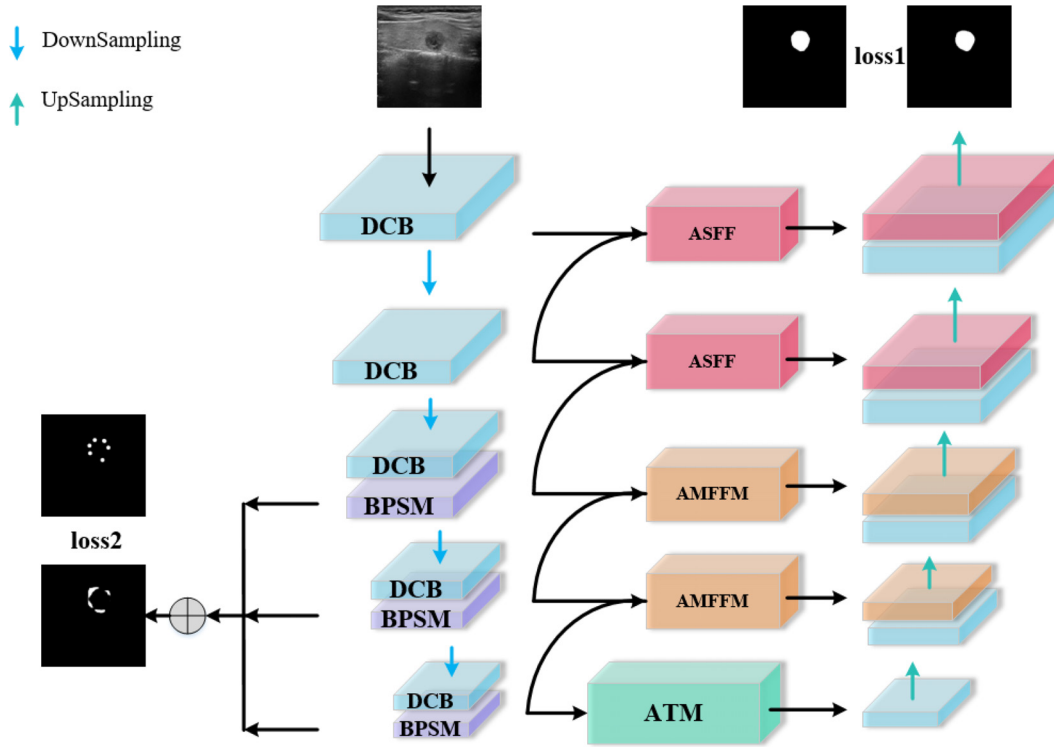 DownSampling
UpSampling
loss1
DCB
ASFF
DCB
ASFF
DCB
BPSM
AMFFM
loss2
DCB
BPSM
AMFFM
DCB
BPSM
ATM